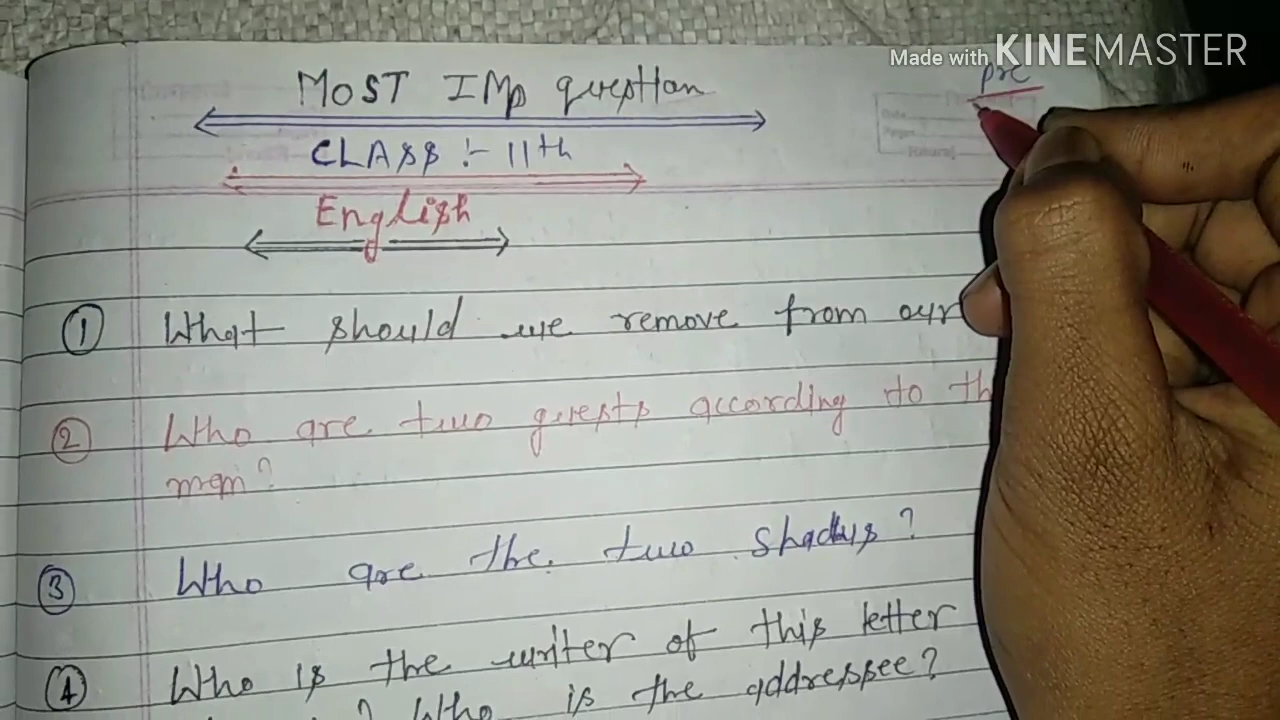 Made with KINEMASTER
pre
MOST IMp question
CLASS :- 11th
English
① What should we remove from our
② Who are two guests according to th
man?
③ Who are the two shadys?
④ Who is the writer of this letter
? Who is the addressee?